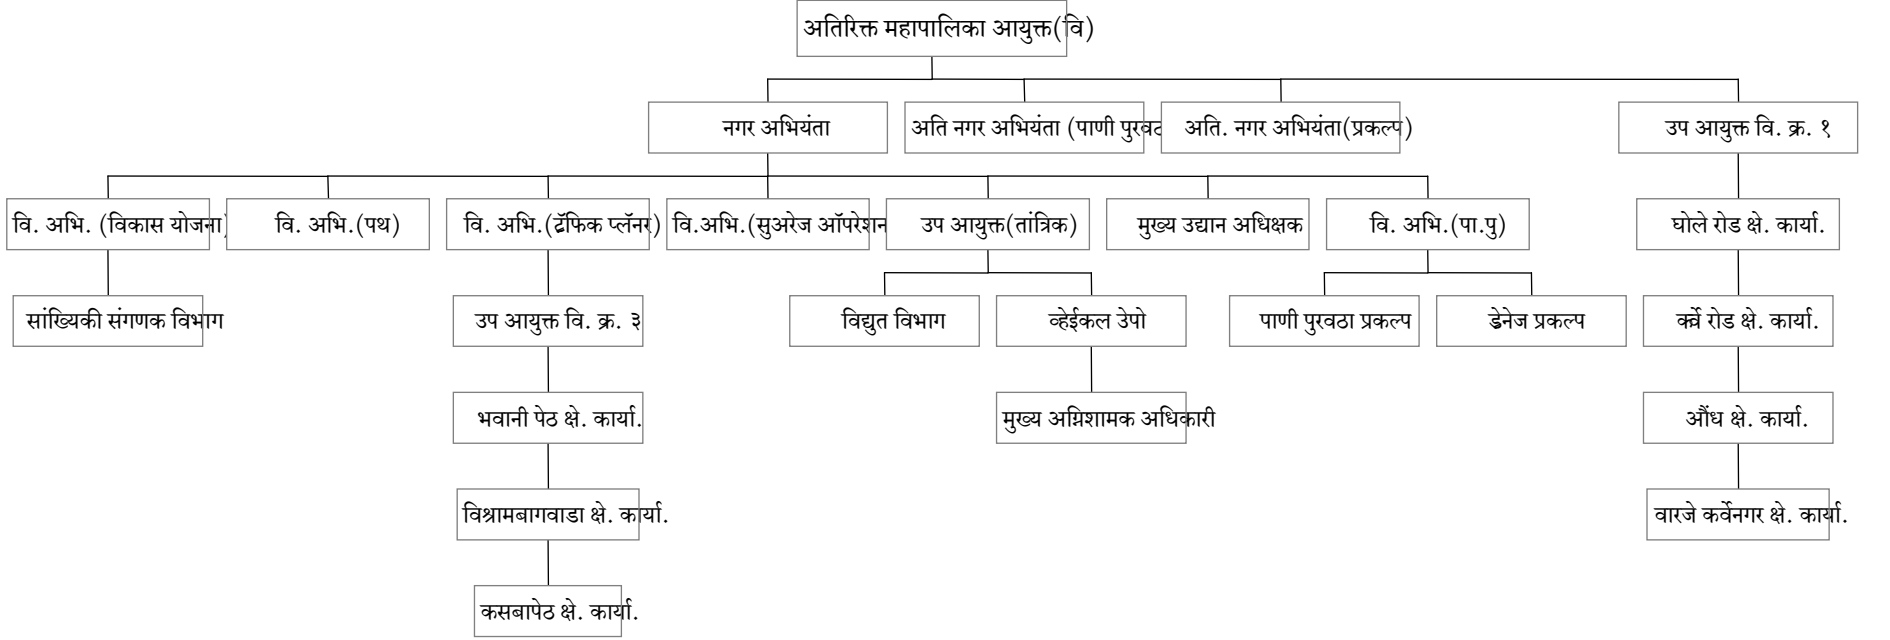 अतिरिक्त महापालिका आयुक्त(वि)
नगर अभियंता
अति नगर अभियंता (पाणी पुरवठ
अति. नगर अभियंता(प्रकल्प)
उप आयुक्त वि. क्र. १
वि. अभि. (विकास योजना)
वि. अभि.(पथ)
वि. अभि.(ट्रॅफिक प्लॅनर)
वि.अभि.(सुअरेज ऑपरेशन
उप आयुक्त(तांत्रिक)
मुख्य उद्यान अधिक्षक
वि. अभि.(पा.पु)
घोले रोड क्षे. कार्या.
सांख्यिकी संगणक विभाग
उप आयुक्त वि. क्र. ३
विद्युत विभाग
व्हेईकल उेपो
पाणी पुरवठा प्रकल्प
ड्रेनेज प्रकल्प
कर्वे रोड क्षे. कार्या.
भवानी पेठ क्षे. कार्या.
मुख्य अग्निशामक अधिकारी
औंध क्षे. कार्या.
विश्रामबागवाडा क्षे. कार्या.
वारजे कर्वेनगर क्षे. कार्या.
कसबापेठ क्षे. कार्या.